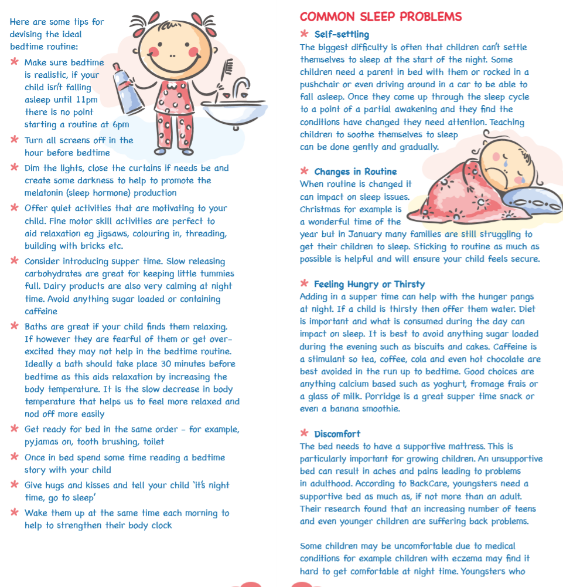 Here are some tips for
devising the ideal
bedtime routine:
* Make sure bedtime
is realistic, if your
child isn't falling
asleep until 11pm
there is no point
starting a routine at 6pm
* Turn all screens off in the
hour before bedtime
* Dim the lights, close the curtains if needs be and
create some darkness to help to promote the
melatonin (sleep hormone) production
* Offer quiet activities that are motivating to your
child. Fine motor skill activities are perfect to
aid relaxation eg jigsaws, colouring in, threading,
building with bricks etc.
* Consider introducing supper time. Slow releasing
carbohydrates are great for keeping little tummies
full. Dairy products are also very calming at night
time. Avoid anything sugar loaded or containing
caffeine
* Baths are great if your child finds them relaxing.
If however they are fearful of them or get over-
excited they may not help in the bedtime routine.
Ideally a bath should take place 30 minutes before
bedtime as this aids relaxation by increasing the
body temperature. It is the slow decrease in body
temperature that helps us to feel more relaxed and
nod off more easily
* Get ready for bed in the same order - for example,
pyjamas on, tooth brushing, toilet
* Once in bed spend some time reading a bedtime
story with your child
* Give hugs and kisses and tell your child 'it's night
time, go to sleep'
* Wake them up at the same time each morning to
help to strengthen their body clock
COMMON SLEEP PROBLEMS
* Self-settling
The biggest difficulty is often that children can't settle
themselves to sleep at the start of the night. Some
children need a parent in bed with them or rocked in a
pushchair or even driving around in a car to be able to
fall asleep. Once they come up through the sleep cycle
to a point of a partial awakening and they find the
conditions have changed they need attention. Teaching
children to soothe themselves to sleep
can be done gently and gradually.
* Changes in Routine
When routine is changed it
can impact on sleep issues.
Christmas for example is
a wonderful time of the
year but in January many families are still struggling to
get their children to sleep. Sticking to routine as much as
possible is helpful and will ensure your child feels secure.
* Feeling Hungry or Thirsty
Adding in a supper time can help with the hunger pangs
at night. If a child is thirsty then offer them water. Diet
is important and what is consumed during the day can
impact on sleep. It is best to avoid anything sugar loaded
during the evening such as biscuits and cakes. Caffeine is
a stimulant so tea, coffee, cola and even hot chocolate are
best avoided in the run up to bedtime. Good choices are
anything calcium based such as yoghurt, fromage frais or
a glass of milk. Porridge is a great supper time snack or
even a banana smoothie.
* Discomfort
The bed needs to have a supportive mattress. This is
particularly important for growing children. An unsupportive
bed can result in aches and pains leading to problems
in adulthood. According to BackCare, youngsters need a
supportive bed as much as, if not more than an adult.
Their research found that an increasing number of teens
and even younger children are suffering back problems.
Some children may be uncomfortable due to medical
conditions for example children with eczema may find it
hard to get comfortable at night time. Youngsters who